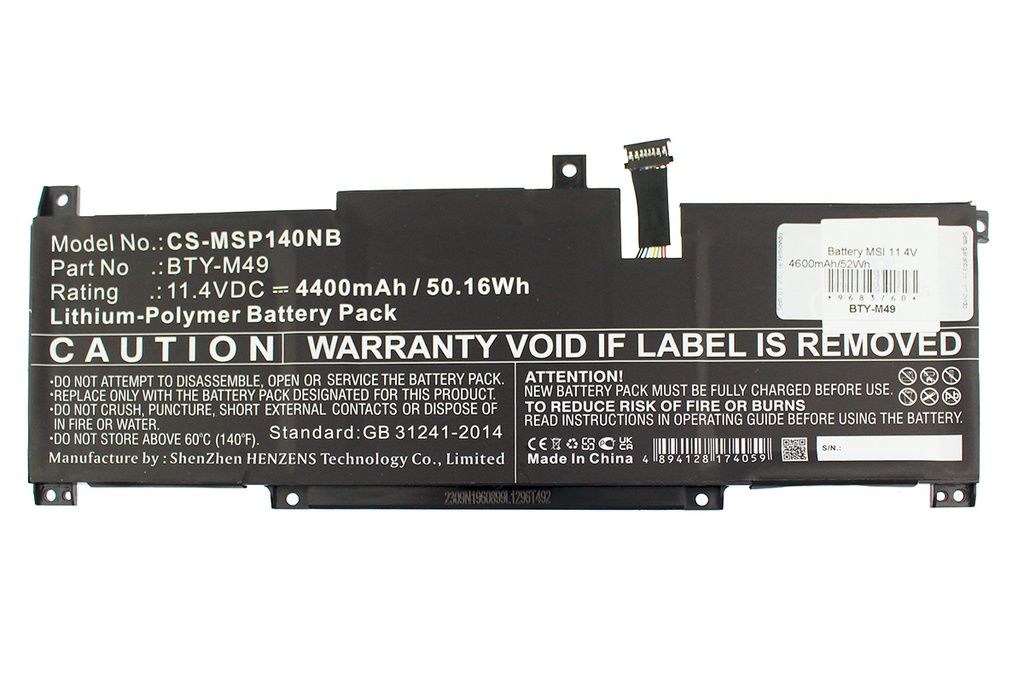 Model No.:CS-MSP140NB
Part No .:BTY-M49
Rating .:11.4VDC ⎓ 4400mAh / 50.16Wh
Lithium-Polymer Battery Pack
Battery MSI 11.4V
4600mAh/52Wh
*9683760*
BTY-M49
CAUTION WARRANTY VOID IF LABEL IS REMOVED
•DO NOT ATTEMPT TO DISASSEMBLE, OPEN OR SERVICE THE BATTERY PACK.
•REPLACE ONLY WITH THE BATTERY PACK DESIGNATED FOR THIS PRODUCT.
•DO NOT CRUSH, PUNCTURE, SHORT EXTERNAL CONTACTS OR DISPOSE OF
IN FIRE OR WATER.
•DO NOT STORE ABOVE 60°C (140°F). Standard:GB 31241-2014
Manufacture by : ShenZhen HENZENS Technology Co., Limited
ATTENTION!
NEW BATTERY PACK MUST BE FULLY CHARGED BEFORE USE.
TO REDUCE RISK OF FIRE OR BURNS
READ INSTRUCTIONS IN OPERATING GUIDE BEFORE USING THE BATTERY.
CE UK CA
Made In China 4 894128 174059
S/N.:
2309N1960899L1296T492